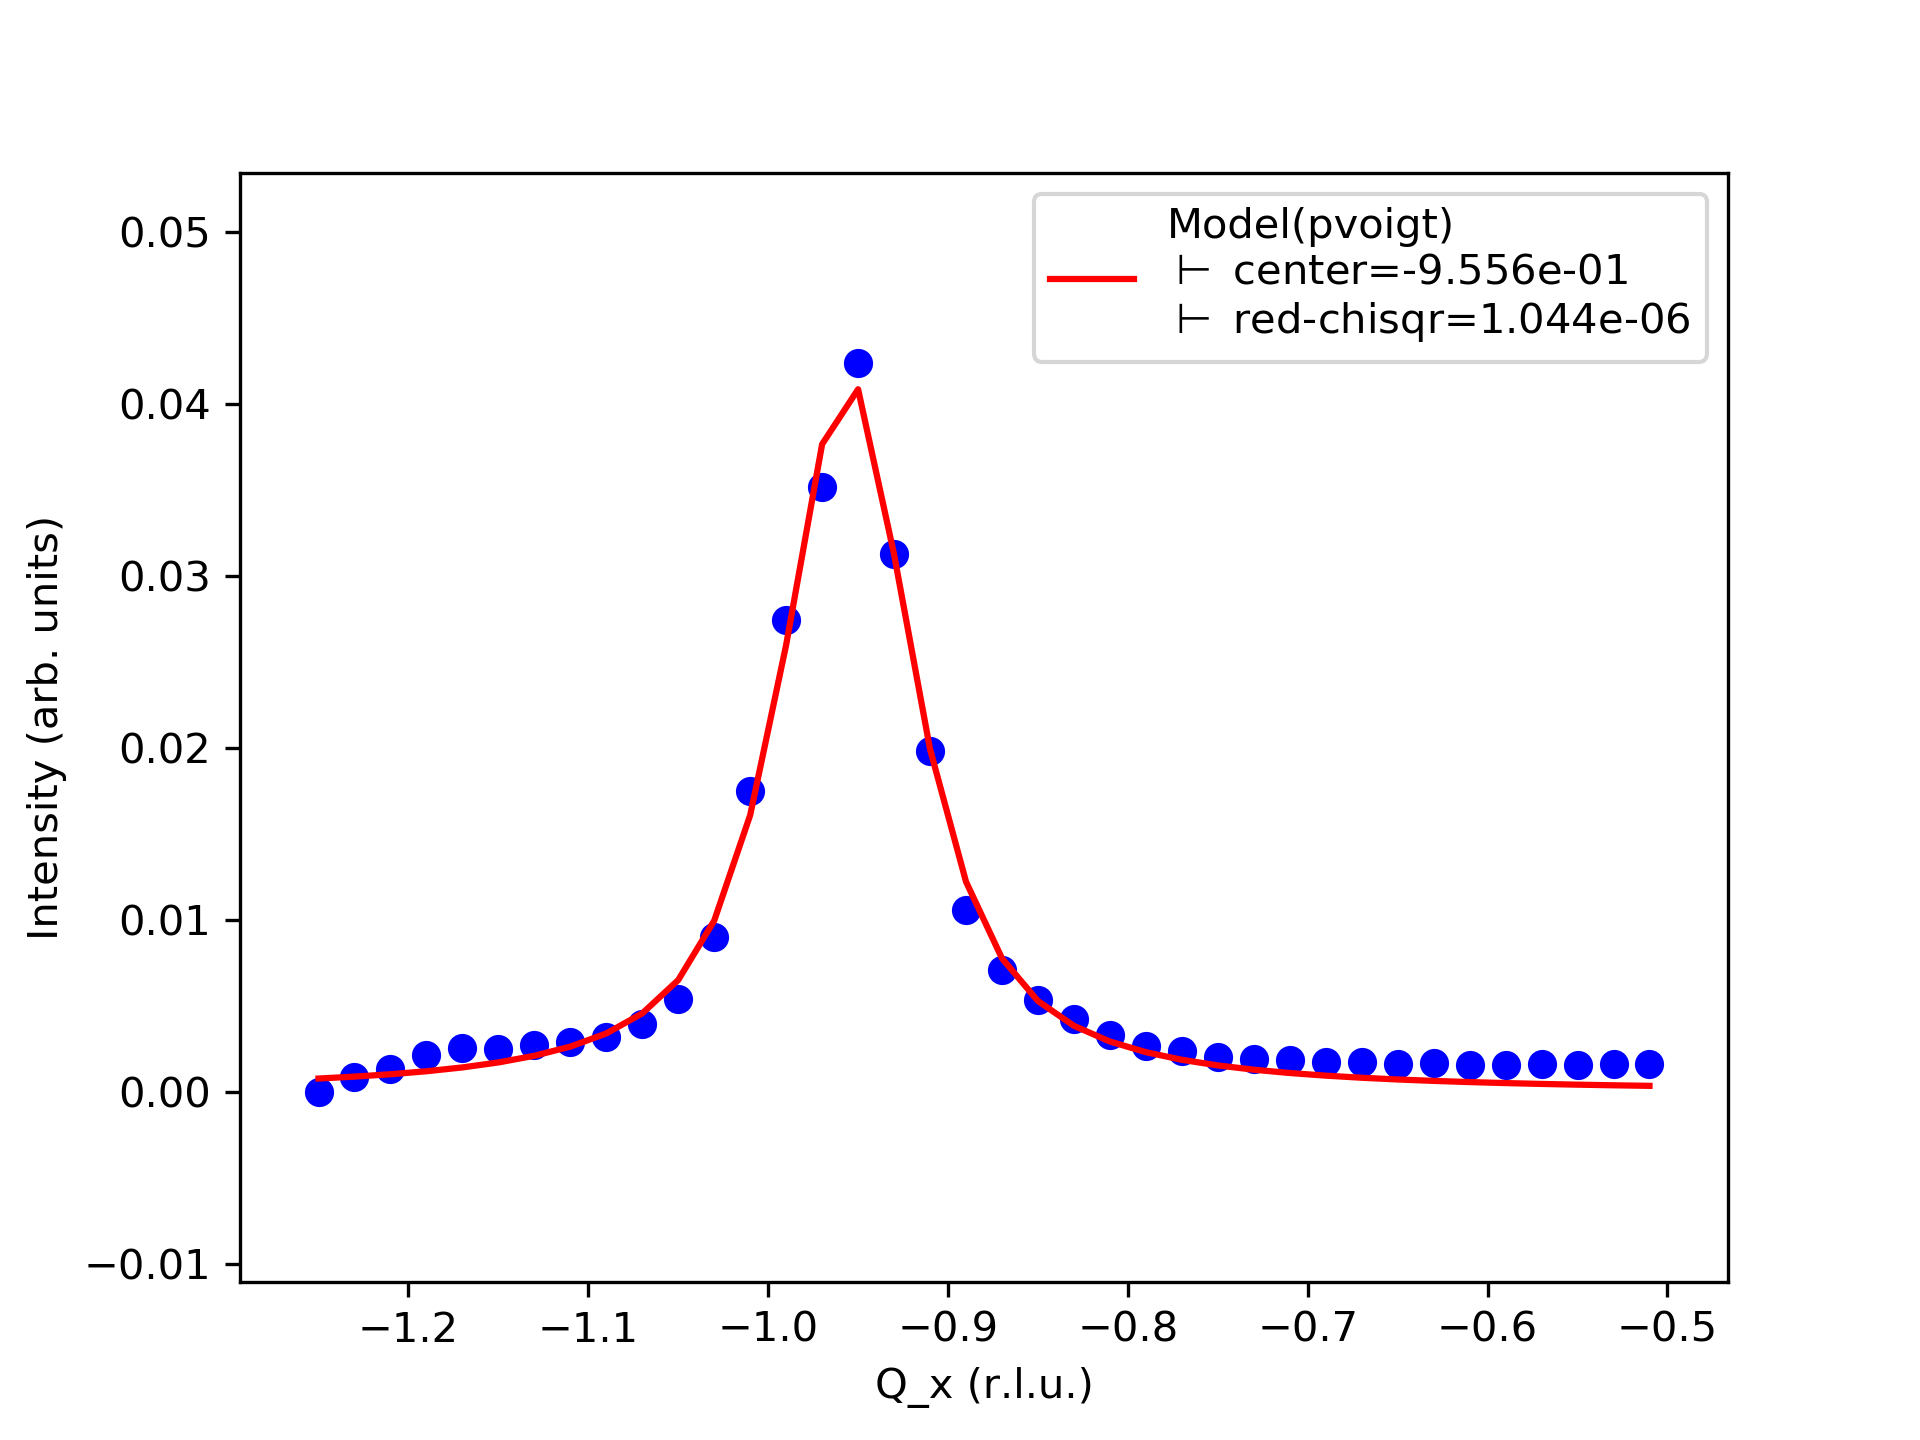 Model(pvoigt)
⊢ center=-9.556e-01
⊢ red-chisqr=1.044e-06
0.05
0.04
0.03
0.02
0.01
0.00
−0.01
Intensity (arb. units)
−1.2 −1.1 −1.0 −0.9 −0.8 −0.7 −0.6 −0.5
Q_x (r.l.u.)